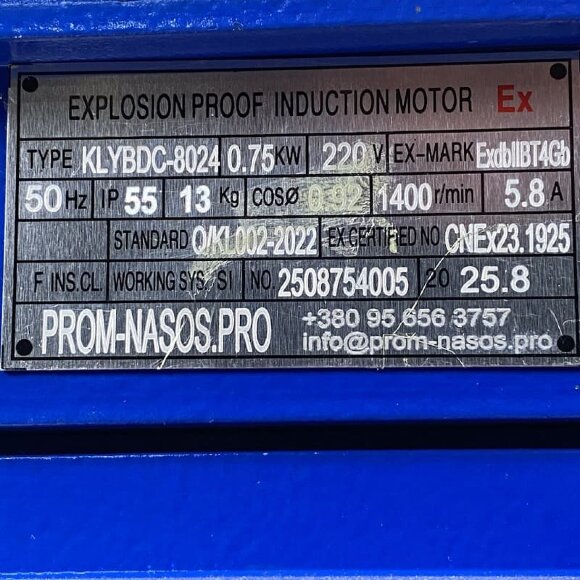 EXPLOSION PROOF INDUCTION MOTOR Ex
TYPE KLYBDC-8024 0.75 KW 220 V EX-MARK ExdbIIBT4Gb
50 Hz IP 55 13 Kg COSØ 0.92 1400 r/min 5.8 A
STANDARD Q/KL002-2022 EX CERTIFIED NO CNEx23.1925
F INS.CL. WORKING SYS. SI NO. 2508754005 20 25.8
PROM-NASOS.PRO +380 95 656 3757
info@prom-nasos.pro